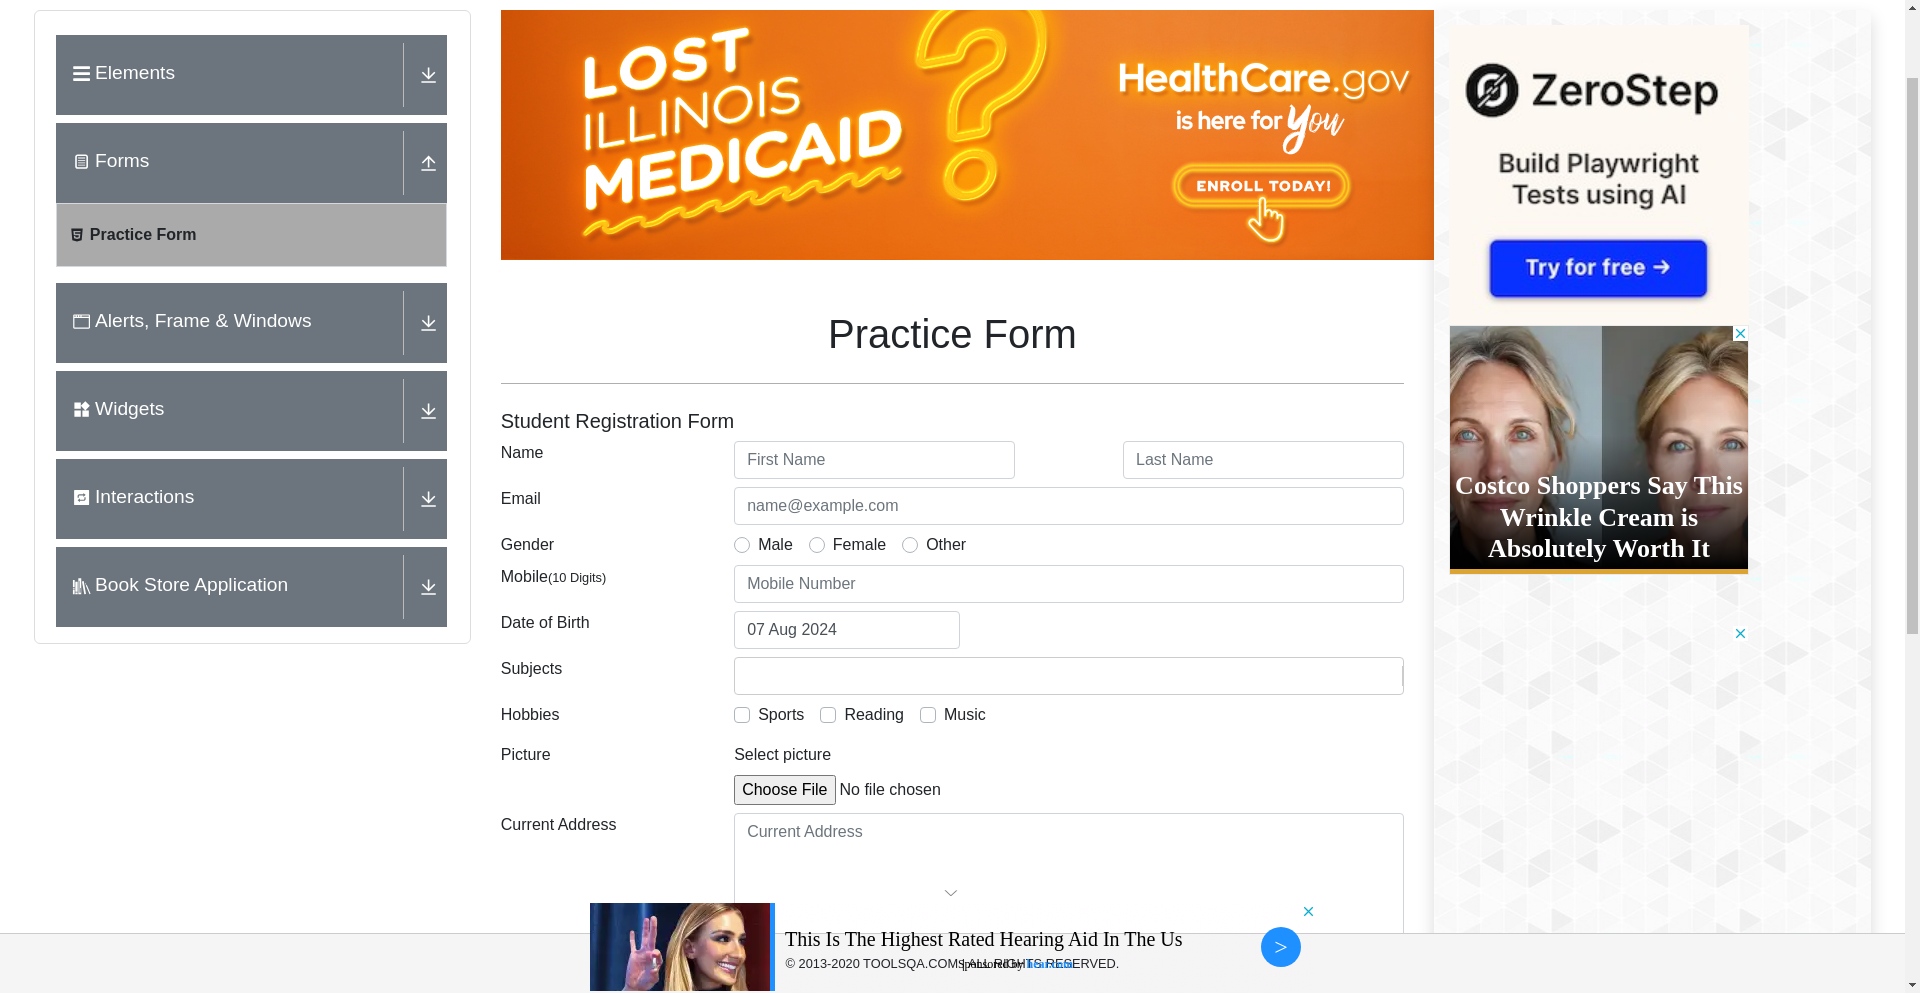 Elements
Forms
Practice Form
Alerts, Frame & Windows
Widgets
Interactions
Book Store Application
LOST
ILLINOIS
MEDICAID
?
HealthCare.gov
is here for You
ENROLL TODAY!
Practice Form
Student Registration Form
Name
First Name
Last Name
Email
name@example.com
Gender
Male
Female
Other
Mobile(10 Digits)
Mobile Number
Date of Birth
07 Aug 2024
Subjects
Hobbies
Sports
Reading
Music
Picture
Select picture
Choose File No file chosen
Current Address
Current Address
ZeroStep
Build Playwright
Tests using AI
Try for free →
Costco Shoppers Say This
Wrinkle Cream is
Absolutely Worth It
This Is The Highest Rated Hearing Aid In The Us
>
© 2013-2020 TOOLSQA.COM | ALL RIGHTS RESERVED.
Sponsored by